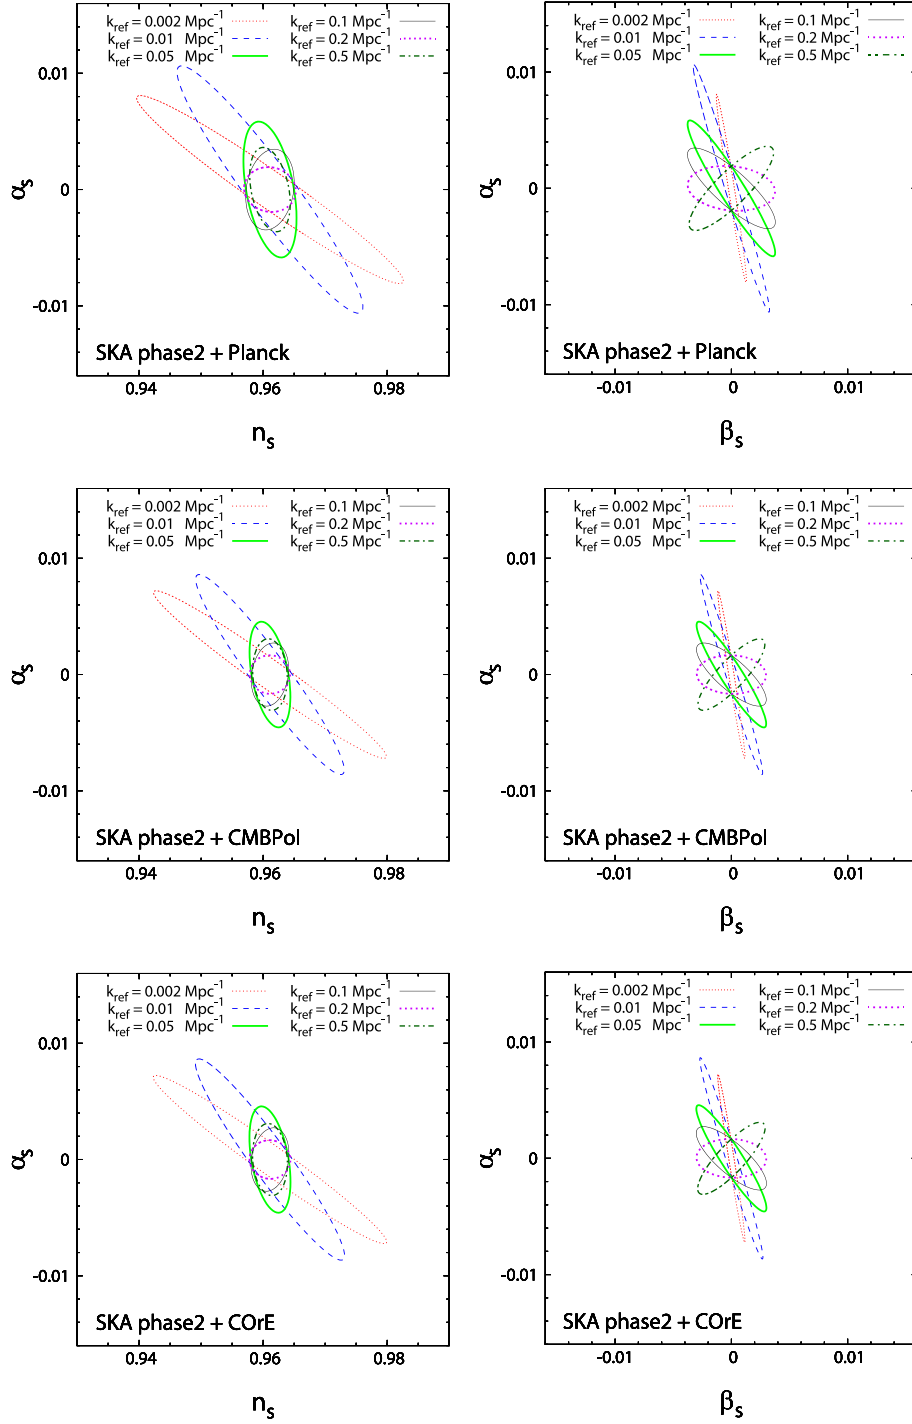 k_ref = 0.002 Mpc^-1 k_ref = 0.1 Mpc^-1
k_ref = 0.01 Mpc^-1 k_ref = 0.2 Mpc^-1
k_ref = 0.05 Mpc^-1 k_ref = 0.5 Mpc^-1
0.01
α_s
0
-0.01
SKA phase2 + Planck
0.94 0.96 0.98
n_s
k_ref = 0.002 Mpc^-1 k_ref = 0.1 Mpc^-1
k_ref = 0.01 Mpc^-1 k_ref = 0.2 Mpc^-1
k_ref = 0.05 Mpc^-1 k_ref = 0.5 Mpc^-1
0.01
α_s
0
-0.01
SKA phase2 + Planck
-0.01 0 0.01
β_s
k_ref = 0.002 Mpc^-1 k_ref = 0.1 Mpc^-1
k_ref = 0.01 Mpc^-1 k_ref = 0.2 Mpc^-1
k_ref = 0.05 Mpc^-1 k_ref = 0.5 Mpc^-1
0.01
α_s
0
-0.01
SKA phase2 + CMBPol
0.94 0.96 0.98
n_s
k_ref = 0.002 Mpc^-1 k_ref = 0.1 Mpc^-1
k_ref = 0.01 Mpc^-1 k_ref = 0.2 Mpc^-1
k_ref = 0.05 Mpc^-1 k_ref = 0.5 Mpc^-1
0.01
α_s
0
-0.01
SKA phase2 + CMBPol
-0.01 0 0.01
β_s
k_ref = 0.002 Mpc^-1 k_ref = 0.1 Mpc^-1
k_ref = 0.01 Mpc^-1 k_ref = 0.2 Mpc^-1
k_ref = 0.05 Mpc^-1 k_ref = 0.5 Mpc^-1
0.01
α_s
0
-0.01
SKA phase2 + COrE
0.94 0.96 0.98
n_s
k_ref = 0.002 Mpc^-1 k_ref = 0.1 Mpc^-1
k_ref = 0.01 Mpc^-1 k_ref = 0.2 Mpc^-1
k_ref = 0.05 Mpc^-1 k_ref = 0.5 Mpc^-1
0.01
α_s
0
-0.01
SKA phase2 + COrE
-0.01 0 0.01
β_s